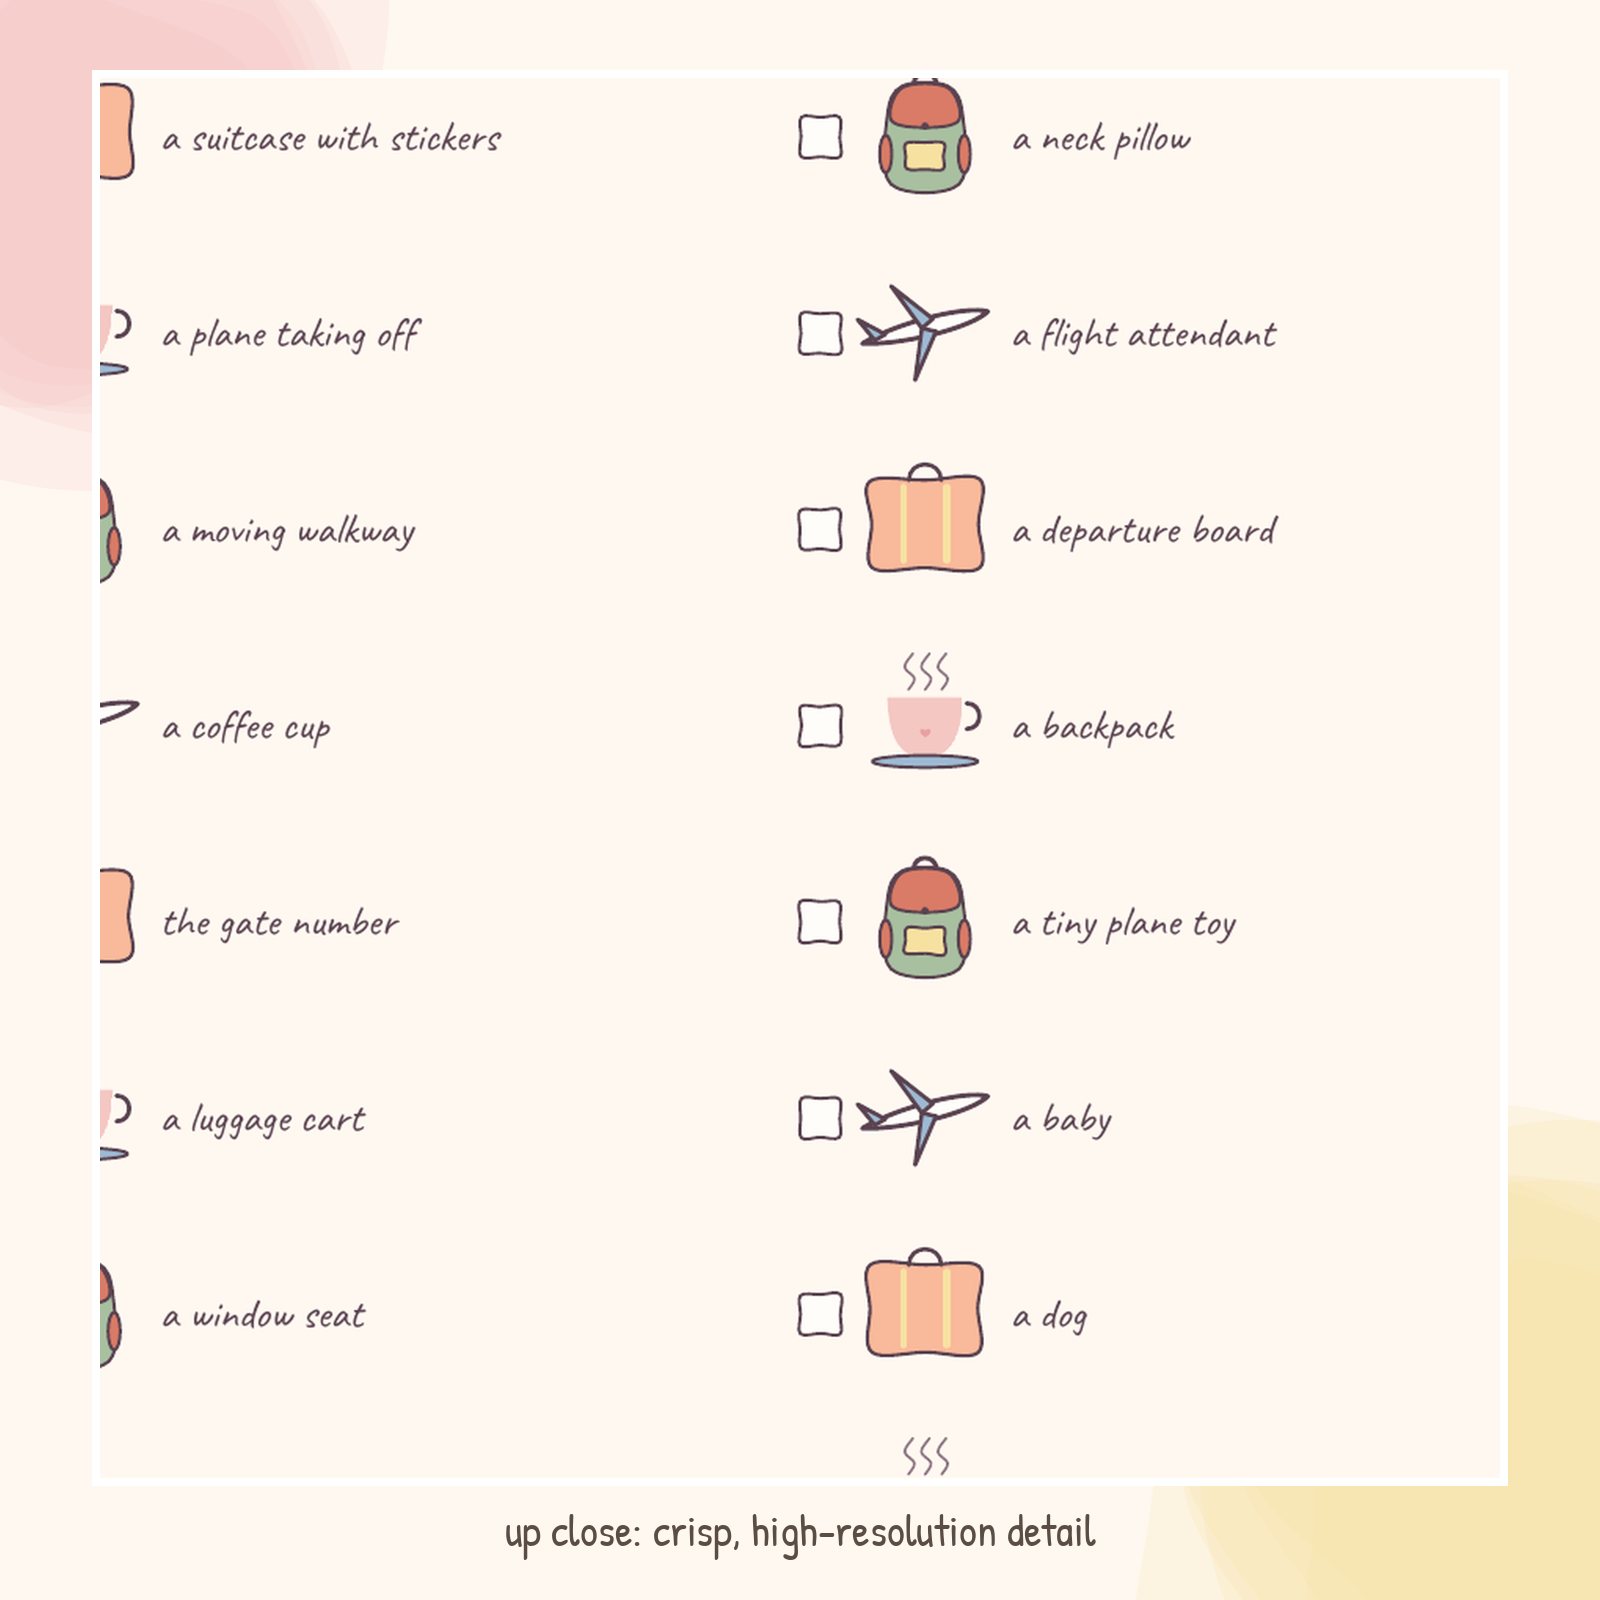 a suitcase with stickers
a neck pillow
a plane taking off
a flight attendant
a moving walkway
a departure board
a coffee cup
a backpack
the gate number
a tiny plane toy
a luggage cart
a baby
a window seat
a dog
up close: crisp, high-resolution detail